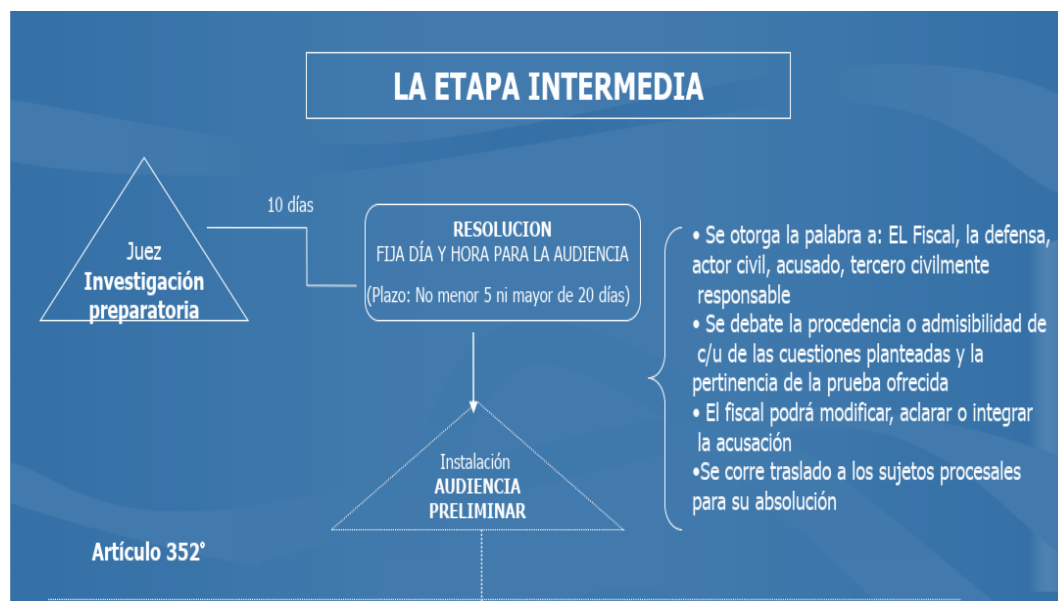 LA ETAPA INTERMEDIA
10 días
Juez
Investigación
preparatoria
RESOLUCION
FIJA DÍA Y HORA PARA LA AUDIENCIA
(Plazo: No menor 5 ni mayor de 20 días)
• Se otorga la palabra a: EL Fiscal, la defensa,
actor civil, acusado, tercero civilmente
responsable
• Se debate la procedencia o admisibilidad de
c/u de las cuestiones planteadas y la
pertinencia de la prueba ofrecida
• El fiscal podrá modificar, aclarar o integrar
la acusación
•Se corre traslado a los sujetos procesales
para su absolución
Instalación
AUDIENCIA
PRELIMINAR
Artículo 352°